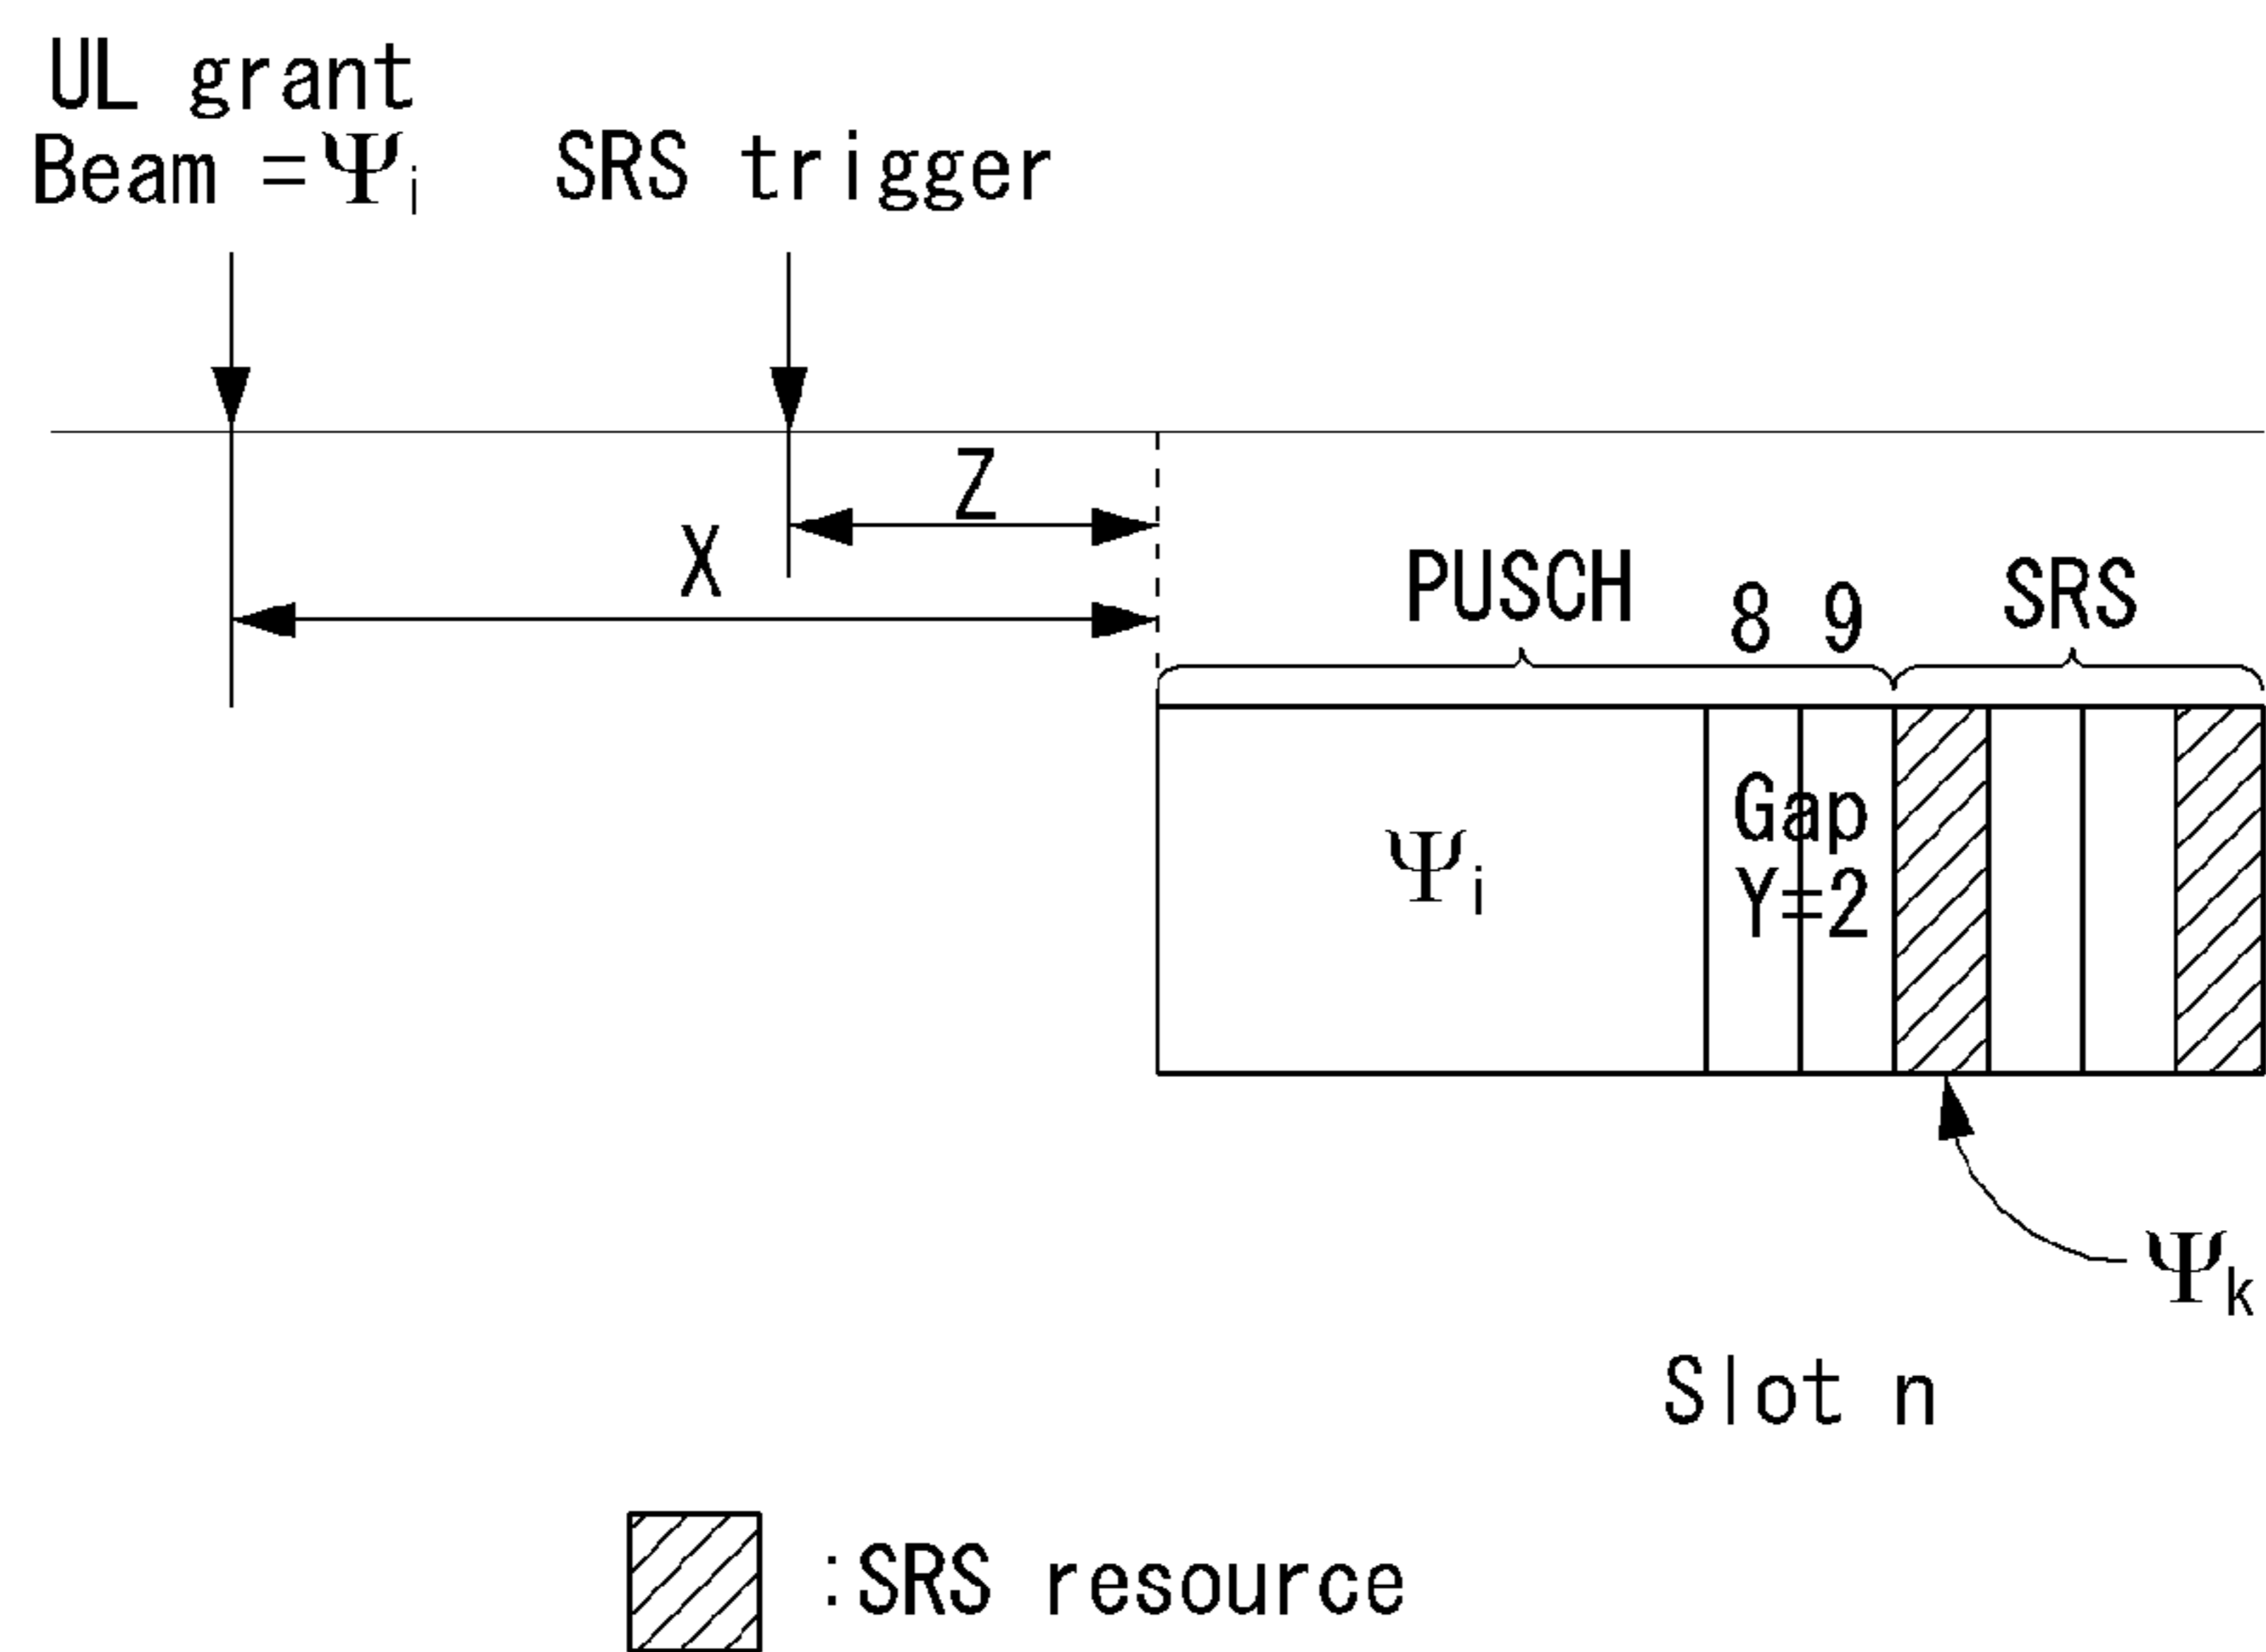 UL grant
Beam =Ψi
SRS trigger
Z
X
PUSCH
8 9
SRS
Ψi
Gap
Y=2
Ψk
Slot n
:SRS resource